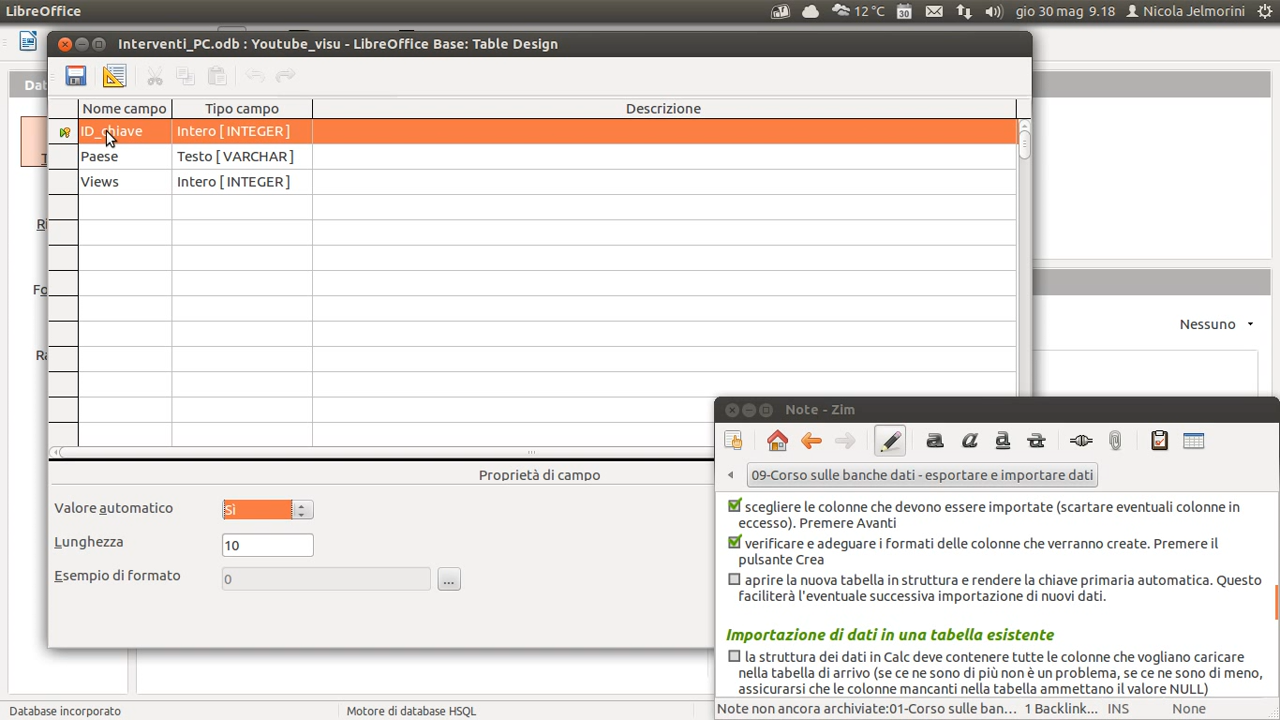 LibreOffice
12 °C
gio 30 mag 9.18
Nicola Jelmorini
Interventi_PC.odb : Youtube_visu - LibreOffice Base: Table Design
Dat
Nome campo Tipo campo Descrizione
ID_chiave Intero [ INTEGER ]
Paese Testo [ VARCHAR ]
Views Intero [ INTEGER ]
Ri
Fo
Ra
Nessuno
Proprietà di campo
Valore automatico Sì
Lunghezza 10
Esempio di formato 0 ...
Note - Zim
09-Corso sulle banche dati - esportare e importare dati
scegliere le colonne che devono essere importate (scartare eventuali colonne in
eccesso). Premere Avanti
verificare e adeguare i formati delle colonne che verranno create. Premere il
pulsante Crea
aprire la nuova tabella in struttura e rendere la chiave primaria automatica. Questo
faciliterà l'eventuale successiva importazione di nuovi dati.
Importazione di dati in una tabella esistente
la struttura dei dati in Calc deve contenere tutte le colonne che vogliano caricare
nella tabella di arrivo (se ce ne sono di più non è un problema, se ce ne sono di meno,
assicurarsi che le colonne mancanti nella tabella ammettano il valore NULL)
Note non ancora archiviate:01-Corso sulle ban... 1 Backlink... INS None
Database incorporato Motore di database HSQL